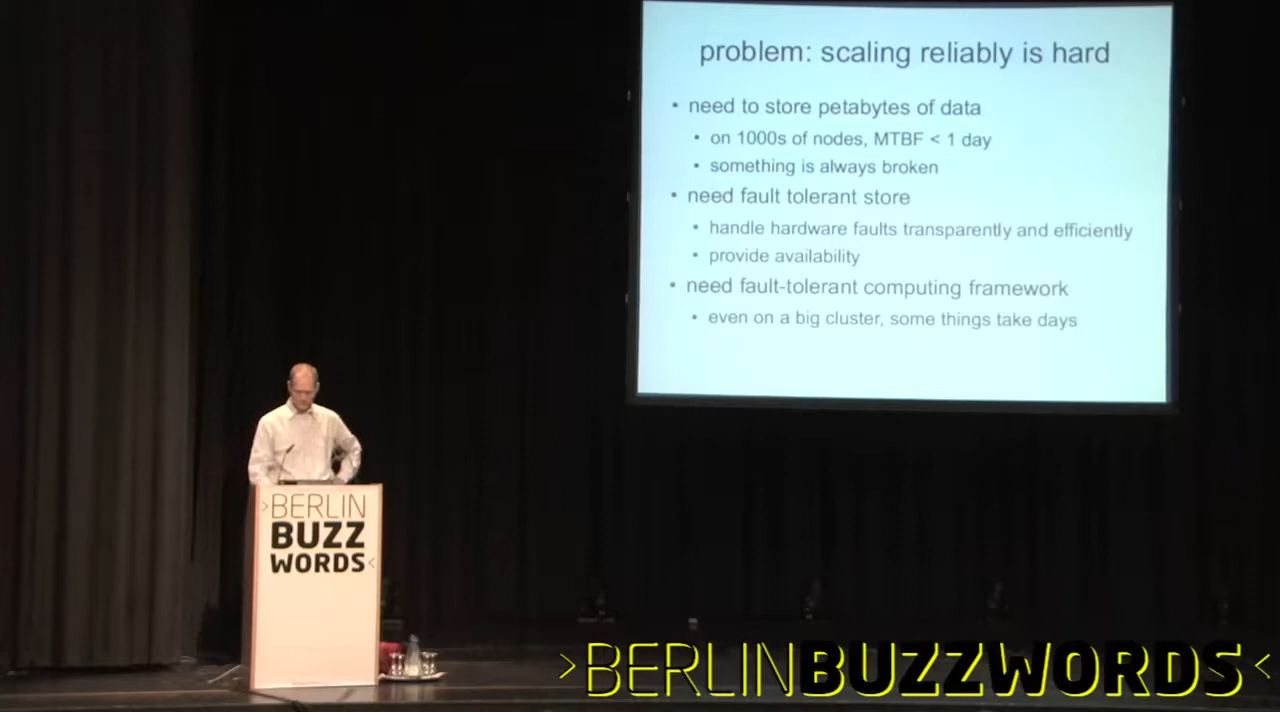 problem: scaling reliably is hard
• need to store petabytes of data
• on 1000s of nodes, MTBF < 1 day
• something is always broken
• need fault tolerant store
• handle hardware faults transparently and efficiently
• provide availability
• need fault-tolerant computing framework
• even on a big cluster, some things take days
>BERLIN
BUZZ
WORDS<
>BERLINBUZZWORDS<